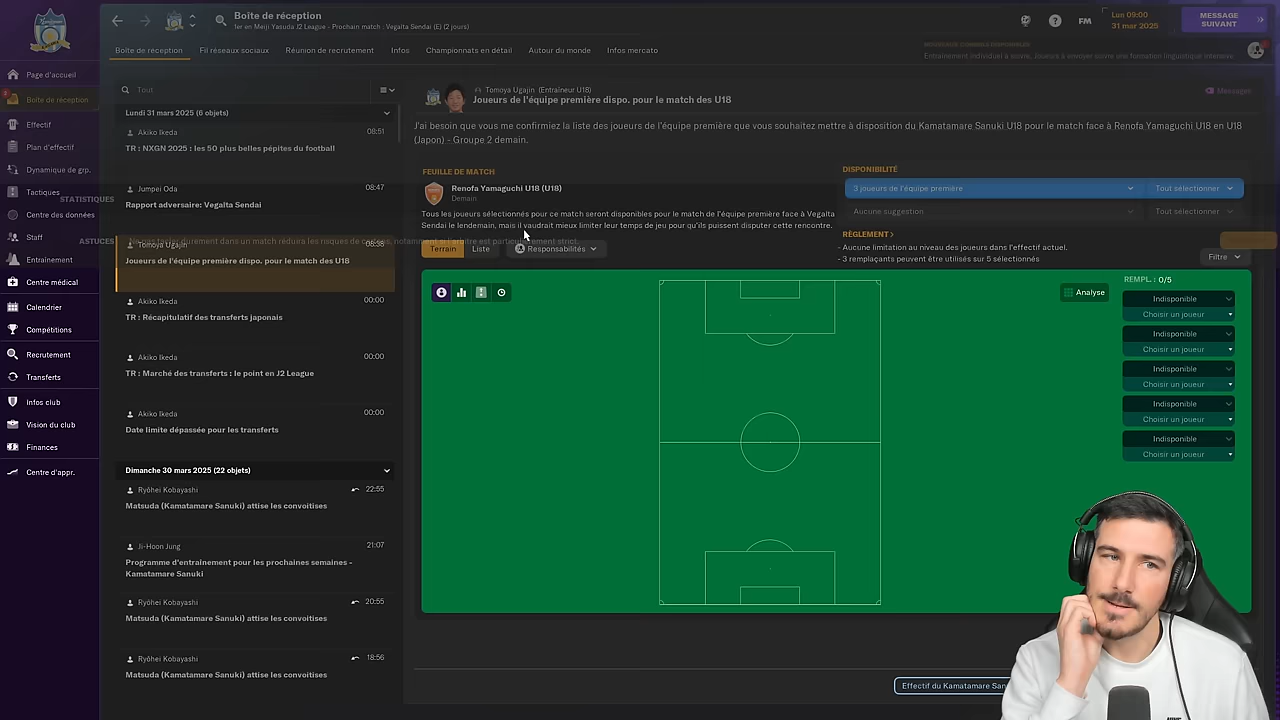 Boîte de réception
1er en Meiji Yasuda J2 League - Prochain match : Vegalta Sendai (E) (2 jours)
FM
Lun 09:00
31 mar 2025
MESSAGE SUIVANT
Boîte de réception
Fil réseaux sociaux
Réunion de recrutement
Infos
Championnats en détail
Autour du monde
Infos mercato
Entraînement individuel à suivre, Joueurs à envoyer suivre une formation linguistique intensive
Page d'accueil
Boîte de réception
Effectif
Plan d'effectif
Dynamique de grp.
Tactiques
Centre des données
Staff
Entrainement
Centre médical
Calendrier
Compétitions
Recrutement
Transferts
Infos club
Vision du club
Finances
Centre d'appr.
Tout
Lundi 31 mars 2025 (6 objets)
Akiko Ikeda 08:51
TR : NXGN 2025 : les 50 plus belles pépites du football
Jumpei Oda 08:47
Rapport adversaire: Vegalta Sendai
STATISTIQUES
ASTUCES
Tomoya Ugajin
Joueurs de l'équipe première dispo. pour le match des U18
Akiko Ikeda 00:00
TR : Récapitulatif des transferts japonais
Akiko Ikeda 00:00
TR : Marché des transferts : le point en J2 League
Akiko Ikeda 00:00
Date limite dépassée pour les transferts
Dimanche 30 mars 2025 (22 objets)
Ryôhei Kobayashi 22:55
Matsuda (Kamatamare Sanuki) attise les convoitises
Ji-Hoon Jung 21:07
Programme d'entrainement pour les prochaines semaines -
Kamatamare Sanuki
Ryôhei Kobayashi 20:55
Matsuda (Kamatamare Sanuki) attise les convoitises
Ryôhei Kobayashi 18:56
Matsuda (Kamatamare Sanuki) attise les convoitises
Tomoya Ugajin (Entraîneur U18)
Joueurs de l'équipe première dispo. pour le match des U18
Messages
J'ai besoin que vous me confirmiez la liste des joueurs de l'équipe première que vous souhaitez mettre à disposition du Kamatamare Sanuki U18 pour le match face à Renofa Yamaguchi U18 en U18
(Japon) - Groupe 2 demain.
FEUILLE DE MATCH
Renofa Yamaguchi U18 (U18)
Demain
Tous les joueurs sélectionnés pour ce match seront disponibles pour le match de l'équipe première face à Vegalta
Sendai le lendemain, mais il vaudrait mieux limiter leur temps de jeu pour qu'ils puissent disputer cette rencontre.
DISPONIBILITÉ
3 joueurs de l'équipe première
Tout sélectionner
Aucune suggestion
Tout sélectionner
RÈGLEMENT >
- Aucune limitation au niveau des joueurs dans l'effectif actuel.
- 3 remplaçants peuvent être utilisés sur 5 sélectionnés
Terrain
Liste
Responsabilités
Filtre
Analyse
REMPL. : 0/5
Indisponible
Choisir un joueur
Indisponible
Choisir un joueur
Indisponible
Choisir un joueur
Indisponible
Choisir un joueur
Indisponible
Choisir un joueur
Effectif du Kamatamare San